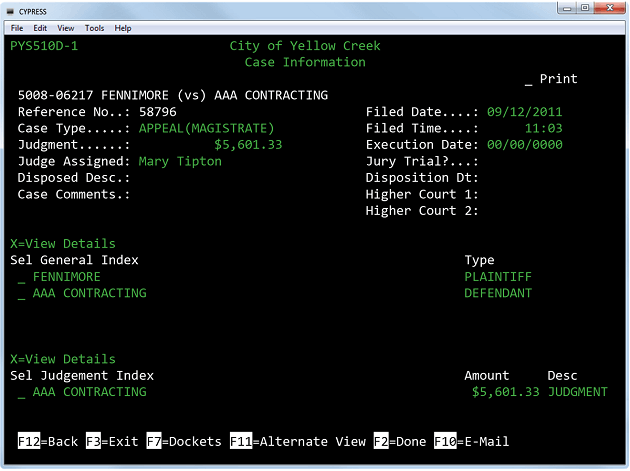 CYPRESS
File Edit View Tools Help
PYS510D-1 City of Yellow Creek
Case Information
_ Print
5008-06217 FENNIMORE (vs) AAA CONTRACTING
Reference No..: 58796 Filed Date....: 09/12/2011
Case Type.....: APPEAL(MAGISTRATE) Filed Time....: 11:03
Judgment......: $5,601.33 Execution Date: 00/00/0000
Judge Assigned: Mary Tipton Jury Trial?...:
Disposed Desc.: Disposition Dt:
Case Comments.: Higher Court 1:
Higher Court 2:
X=View Details
Sel General Index Type
_ FENNIMORE PLAINTIFF
_ AAA CONTRACTING DEFENDANT
X=View Details
Sel Judgement Index Amount Desc
_ AAA CONTRACTING $5,601.33 JUDGMENT
F12=Back F3=Exit F7=Dockets F11=Alternate View F2=Done F10=E-Mail